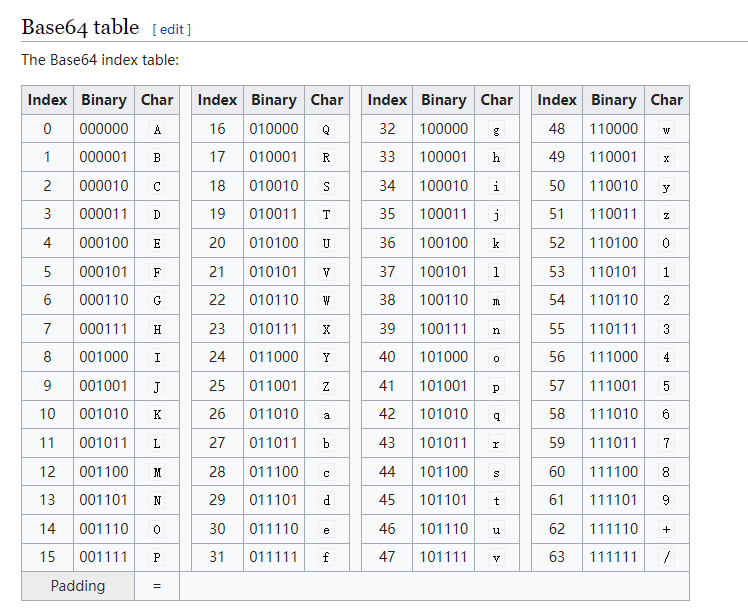 Base64 table [ edit ]
The Base64 index table:
Index Binary Char Index Binary Char Index Binary Char Index Binary Char
0 000000 A 16 010000 Q 32 100000 g 48 110000 w
1 000001 B 17 010001 R 33 100001 h 49 110001 x
2 000010 C 18 010010 S 34 100010 i 50 110010 y
3 000011 D 19 010011 T 35 100011 j 51 110011 z
4 000100 E 20 010100 U 36 100100 k 52 110100 0
5 000101 F 21 010101 V 37 100101 l 53 110101 1
6 000110 G 22 010110 W 38 100110 m 54 110110 2
7 000111 H 23 010111 X 39 100111 n 55 110111 3
8 001000 I 24 011000 Y 40 101000 o 56 111000 4
9 001001 J 25 011001 Z 41 101001 p 57 111001 5
10 001010 K 26 011010 a 42 101010 q 58 111010 6
11 001011 L 27 011011 b 43 101011 r 59 111011 7
12 001100 M 28 011100 c 44 101100 s 60 111100 8
13 001101 N 29 011101 d 45 101101 t 61 111101 9
14 001110 O 30 011110 e 46 101110 u 62 111110 +
15 001111 P 31 011111 f 47 101111 v 63 111111 /
Padding =